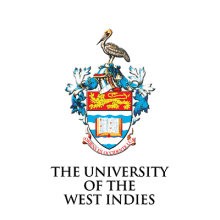 THE UNIVERSITY
OF THE
WEST INDIES